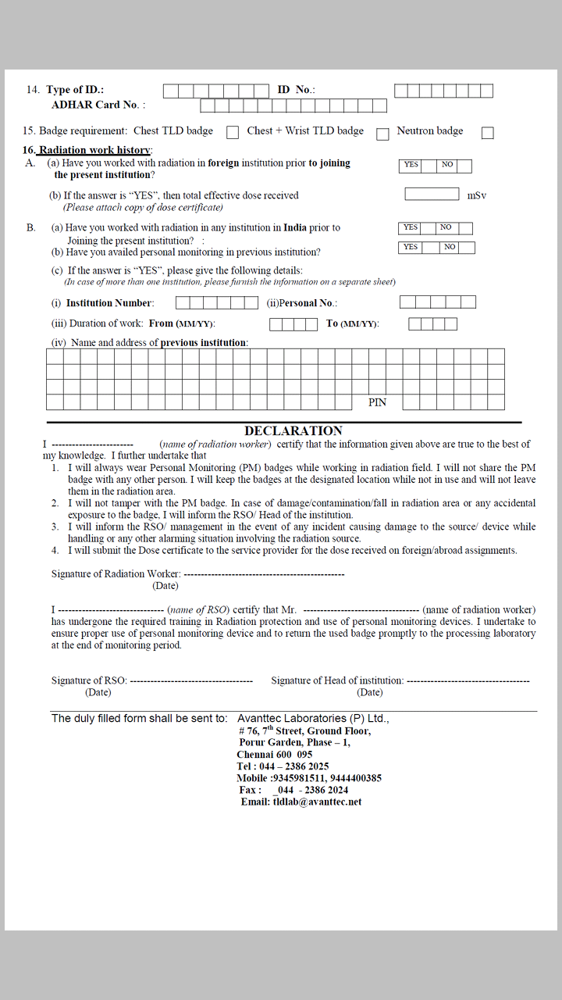 14. Type of ID.: ID No.:
ADHAR Card No. :
15. Badge requirement: Chest TLD badge Chest + Wrist TLD badge Neutron badge
16. Radiation work history:
A. (a) Have you worked with radiation in foreign institution prior to joining YES NO
the present institution?
(b) If the answer is “YES”, then total effective dose received mSv
(Please attach copy of dose certificate)
B. (a) Have you worked with radiation in any institution in India prior to YES NO
Joining the present institution? :
(b) Have you availed personal monitoring in previous institution? YES NO
(c) If the answer is “YES”, please give the following details:
(In case of more than one institution, please furnish the information on a separate sheet)
(i) Institution Number: (ii)Personal No.:
(iii) Duration of work: From (MM/YY): To (MM/YY):
(iv) Name and address of previous institution:
PIN
DECLARATION
I ------------------------ (name of radiation worker) certify that the information given above are true to the best of
my knowledge. I further undertake that
1. I will always wear Personal Monitoring (PM) badges while working in radiation field. I will not share the PM
badge with any other person. I will keep the badges at the designated location while not in use and will not leave
them in the radiation area.
2. I will not tamper with the PM badge. In case of damage/contamination/fall in radiation area or any accidental
exposure to the badge, I will inform the RSO/ Head of the institution.
3. I will inform the RSO/ management in the event of any incident causing damage to the source/ device while
handling or any other alarming situation involving the radiation source.
4. I will submit the Dose certificate to the service provider for the dose received on foreign/abroad assignments.
Signature of Radiation Worker: -----------------------------------------------
(Date)
I ------------------------------- (name of RSO) certify that Mr. ---------------------------------- (name of radiation worker)
has undergone the required training in Radiation protection and use of personal monitoring devices. I undertake to
ensure proper use of personal monitoring device and to return the used badge promptly to the processing laboratory
at the end of monitoring period.
Signature of RSO: ------------------------------------ Signature of Head of institution: ------------------------------------
(Date) (Date)
The duly filled form shall be sent to: Avanttec Laboratories (P) Ltd.,
# 76, 7th Street, Ground Floor,
Porur Garden, Phase – 1,
Chennai 600 095
Tel : 044 – 2386 2025
Mobile :9345981511, 9444400385
Fax : _044 - 2386 2024
Email: tldlab@avanttec.net